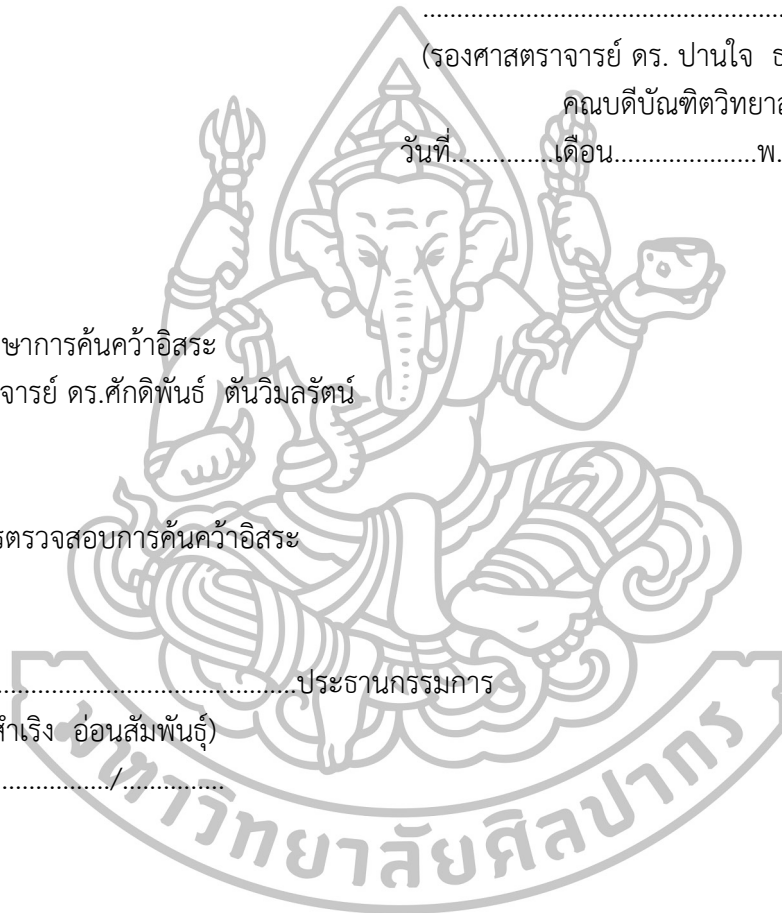 ........................................................
(รองศาสตราจารย์ ดร. ปานใจ ธ
คณบดีบัณฑิตวิทยาล
วันที่...............เดือน.....................พ.
ษาการค้นคว้าอิสระ
จารย์ ดร.ศักดิพันธ์ ตันวิมลรัตน์
รตรวจสอบการค้นคว้าอิสระ
..............................................ประธานกรรมการ
สำเริง อ่อนสัมพันธุ์)
................/...............
มหาวิทยาลัยศิลปากร